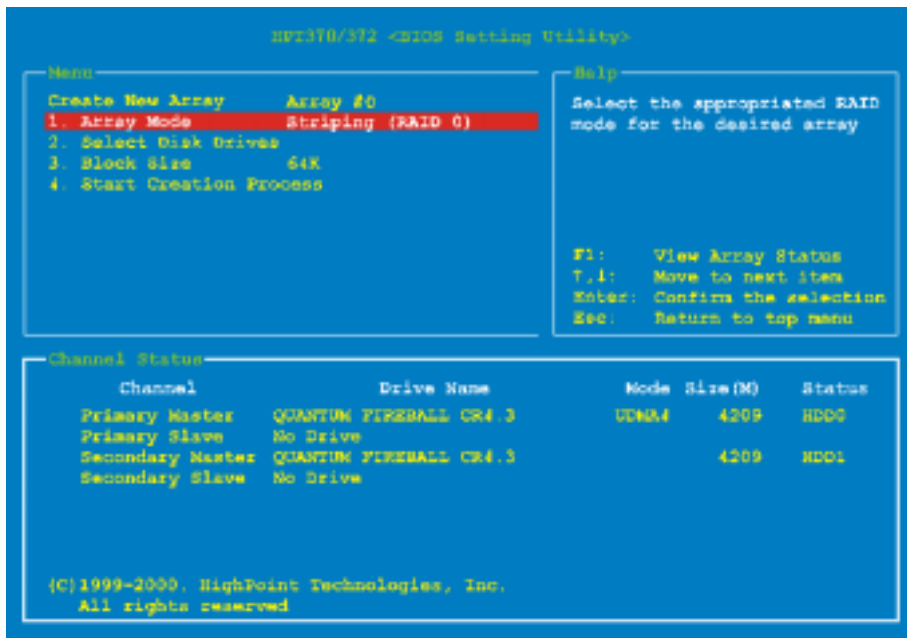 HPT370/372 <BIOS Setting Utility>
Menu
Create New Array Array #0
1. Array Mode Striping (RAID 0)
2. Select Disk Drives
3. Block Size 64K
4. Start Creation Process
Help
Select the appropriated RAID
mode for the desired array
F1: View Array Status
↑,↓: Move to next item
Enter: Confirm the selection
Esc: Return to top menu
Channel Status
Channel Drive Name Mode Size(M) Status
Primary Master QUANTUM FIREBALL CR4.3 UDMA4 4209 HDD0
Primary Slave No Drive
Secondary Master QUANTUM FIREBALL CR4.3 4209 HDD1
Secondary Slave No Drive
(C)1999-2000. HighPoint Technologies, Inc.
All rights reserved